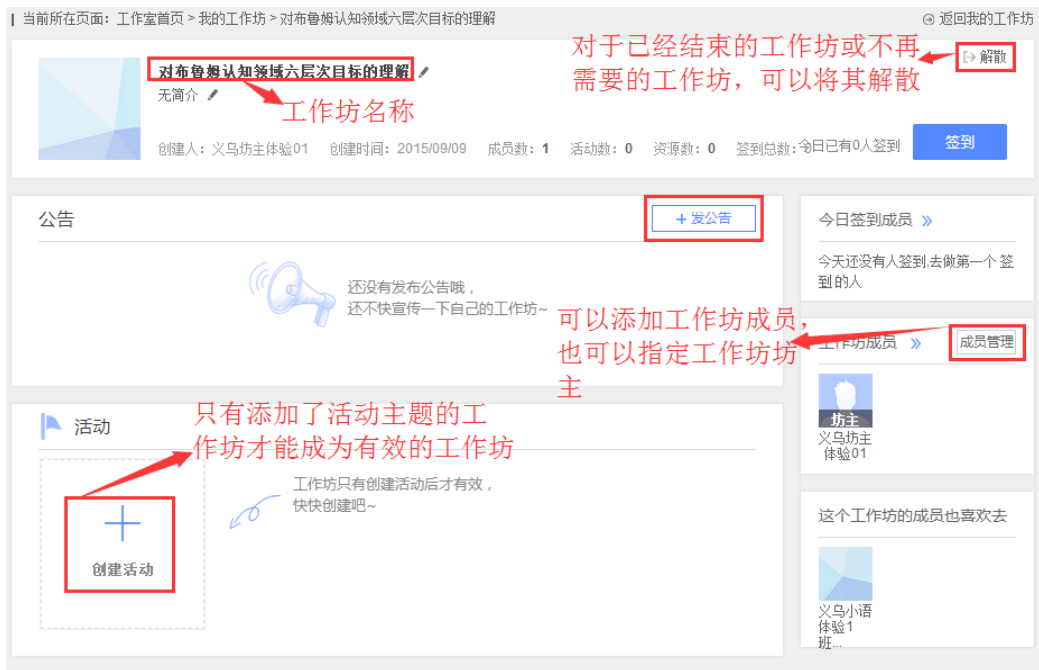 当前所在页面：工作室首页 > 我的工作坊 > 对布鲁姆认知领域六层次目标的理解
返回我的工作坊
对于已经结束的工作坊或不再
需要的工作坊，可以将其解散
解散
对布鲁姆认知领域六层次目标的理解
无简介
工作坊名称
创建人：义乌坊主体验01 创建时间：2015/09/09 成员数：1 活动数：0 资源数：0 签到总数：
今日已有0人签到
签到
公告
+发公告
还没有发布公告哦，
还不快宣传一下自己的工作坊~
今日签到成员 »
今天还没有人签到,去做第一个 签
到的人
可以添加工作坊成员，
也可以指定工作坊坊
主
工作坊成员 »
成员管理
坊主
义乌坊主
体验01
活动
只有添加了活动主题的工
作坊才能成为有效的工作坊
工作坊只有创建活动后才有效，
快快创建吧~
创建活动
这个工作坊的成员也喜欢去
义乌小语
体验1
班...